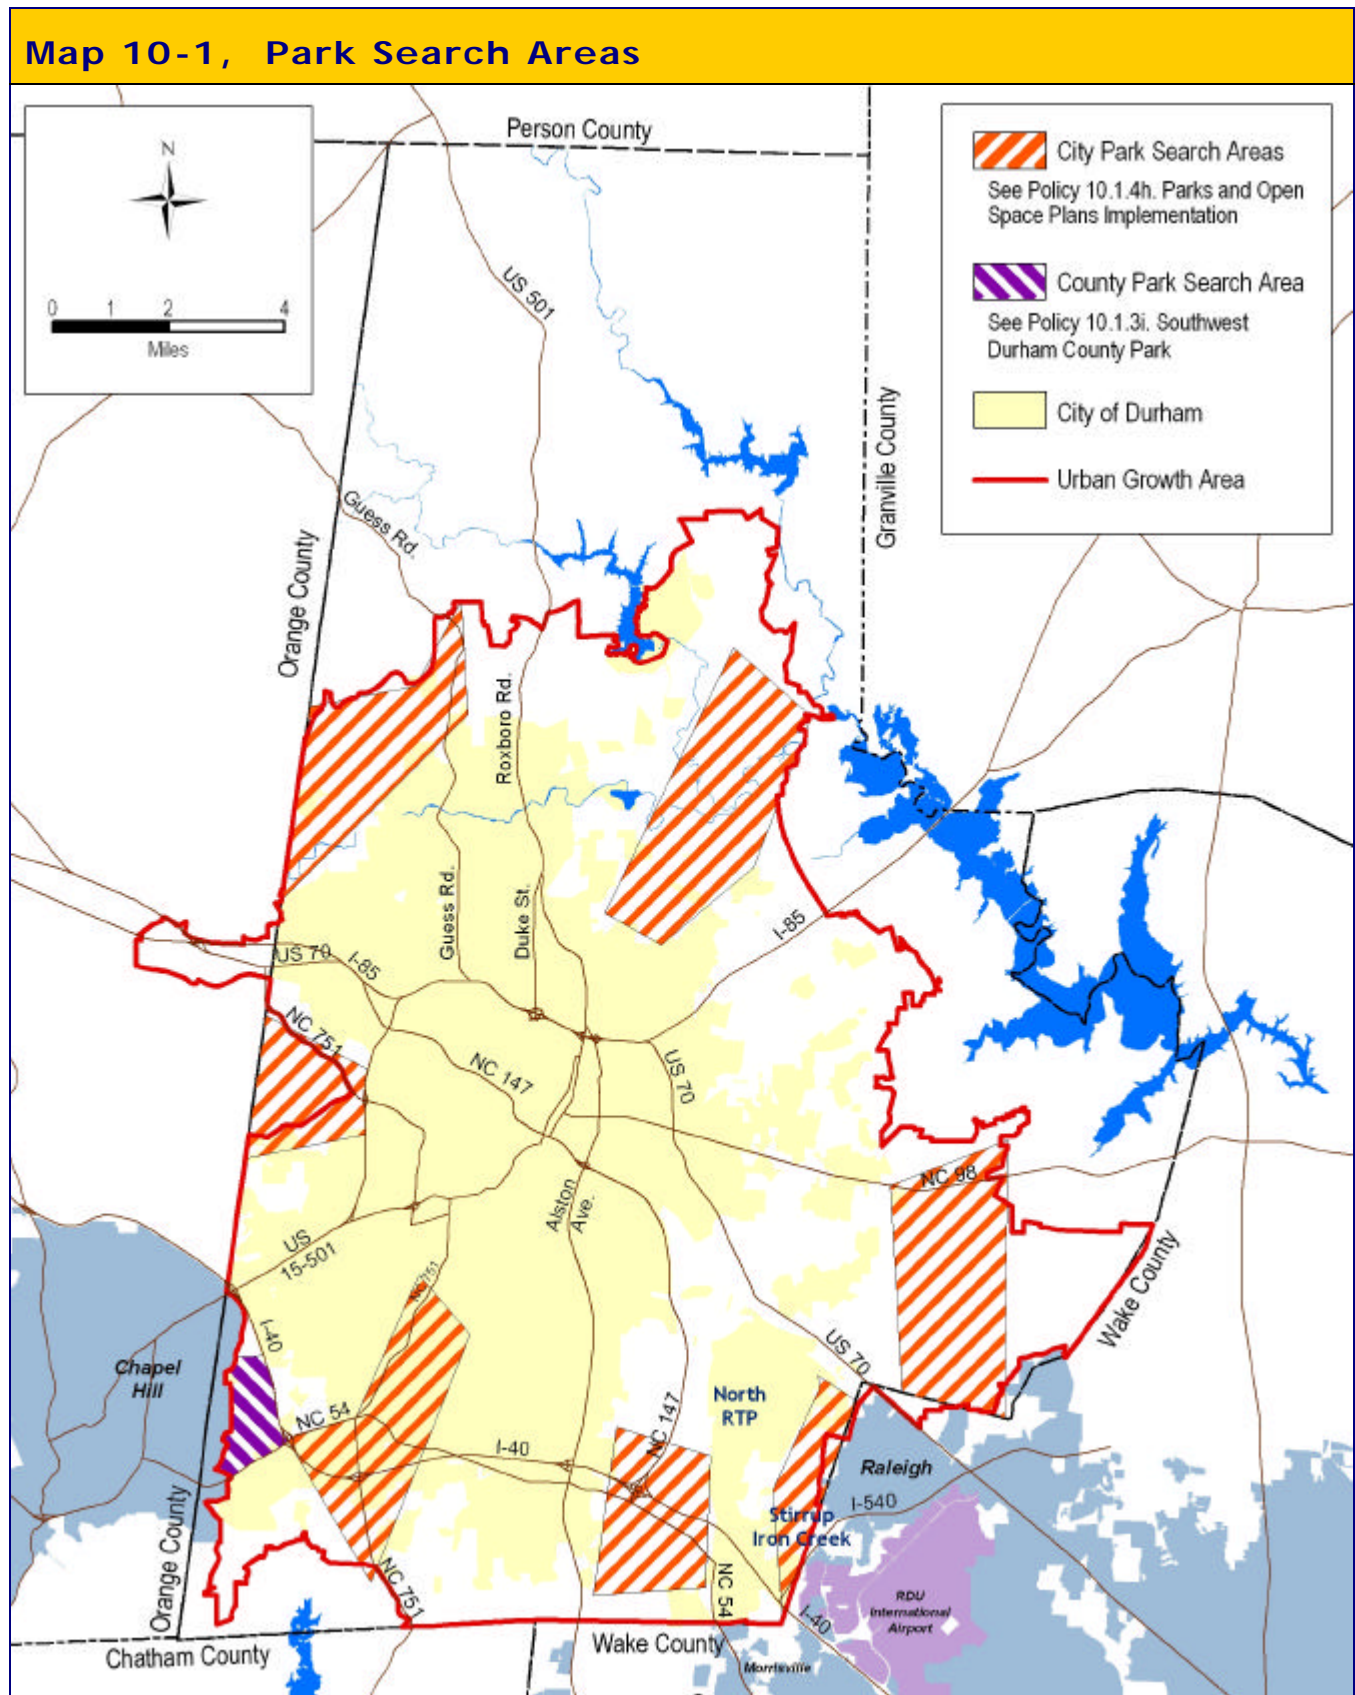 Map 10-1, Park Search Areas
N
0 1 2 4
Miles
Person County
City Park Search Areas
See Policy 10.1.4h. Parks and Open
Space Plans Implementation
County Park Search Area
See Policy 10.1.3i. Southwest
Durham County Park
City of Durham
Urban Growth Area
US 501
Granville County
Guess Rd.
Orange County
Roxboro Rd.
Guess Rd.
Duke St.
I-85
US 70
I-85
NC 751
NC 147
US 70
NC 98
Alston
Ave.
US
15-501
NC 751
Wake County
I-40
US 70
Chapel
Hill
North
RTP
NC 54
NC 147
I-40
Raleigh
I-540
Stirrup
Iron Creek
Orange County
NC 751
NC 54
I-40
RDU
International
Airport
Chatham County
Wake County
Morrisville